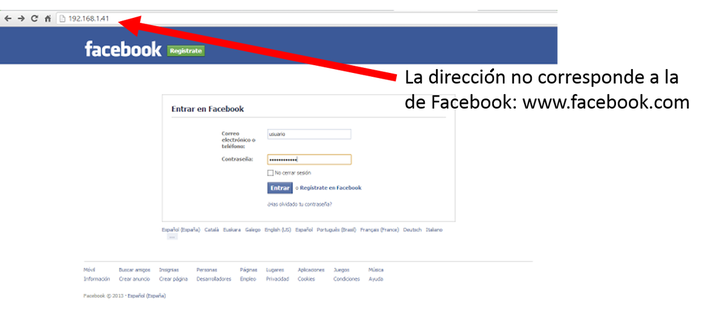 192.168.1.41
facebook Regístrate
La dirección no corresponde a la
de Facebook: www.facebook.com
Entrar en Facebook
Correo
electrónico o
teléfono:
usuario
Contraseña:
No cerrar sesión
Entrar o Regístrate en Facebook
¿Has olvidado tu contraseña?
Español (España) Català Euskara Galego English (US) Español Português (Brasil) Français (France) Deutsch Italiano
...
Móvil Buscar amigos Insignias Personas Páginas Lugares Aplicaciones Juegos Música
Información Crear anuncio Crear página Desarrolladores Empleo Privacidad Cookies Condiciones Ayuda
Facebook © 2013 · Español (España)